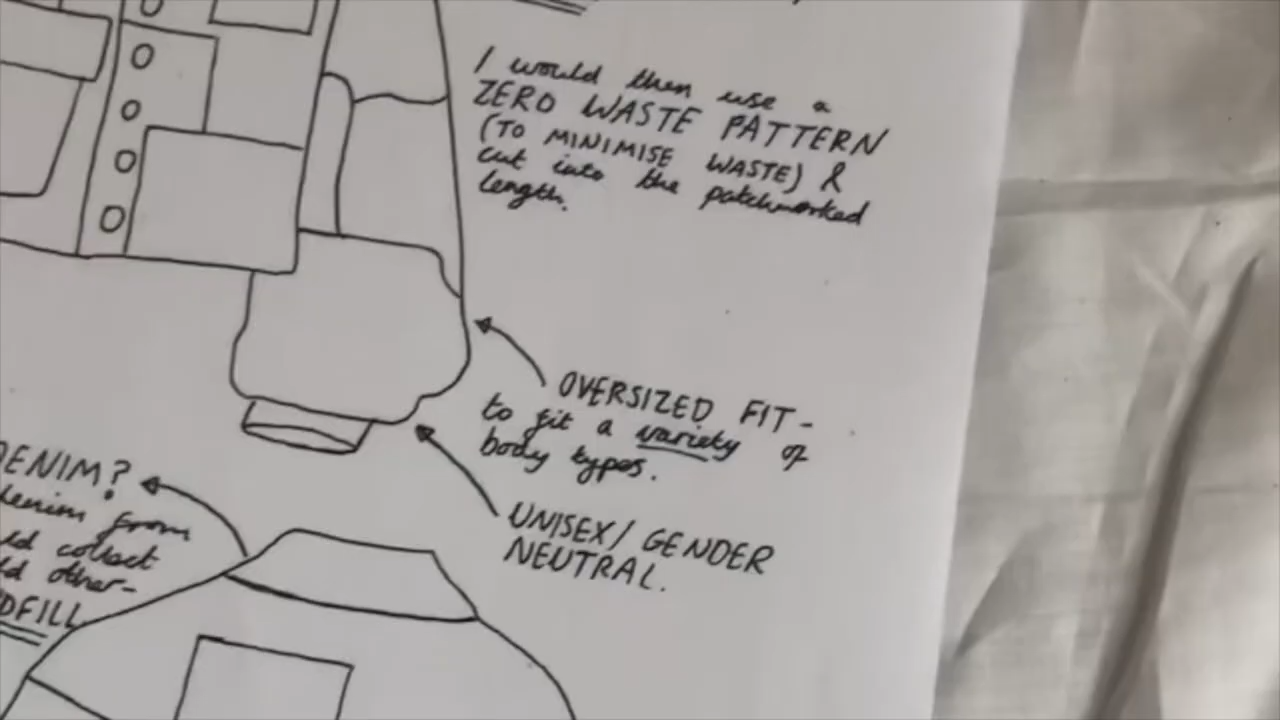 I would then use a
ZERO WASTE PATTERN
(TO MINIMISE WASTE) &
cut into the patchworked
length.
OVERSIZED FIT -
to fit a variety of
body types.
UNISEX/ GENDER
NEUTRAL.
DENIM?
denim from
collect
other-